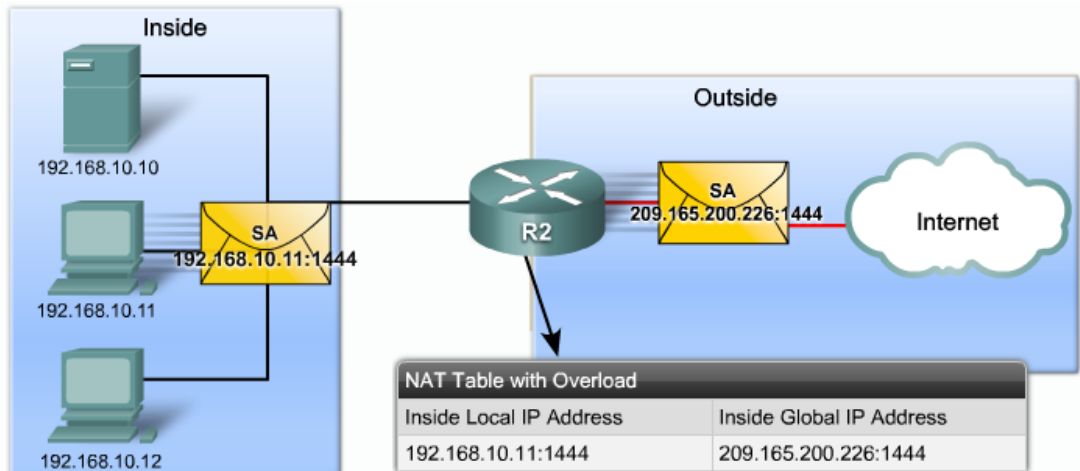 Inside
192.168.10.10
SA
192.168.10.11:1444
192.168.10.11
192.168.10.12
Outside
R2
SA
209.165.200.226:1444
Internet
NAT Table with Overload
Inside Local IP Address
Inside Global IP Address
192.168.10.11:1444
209.165.200.226:1444